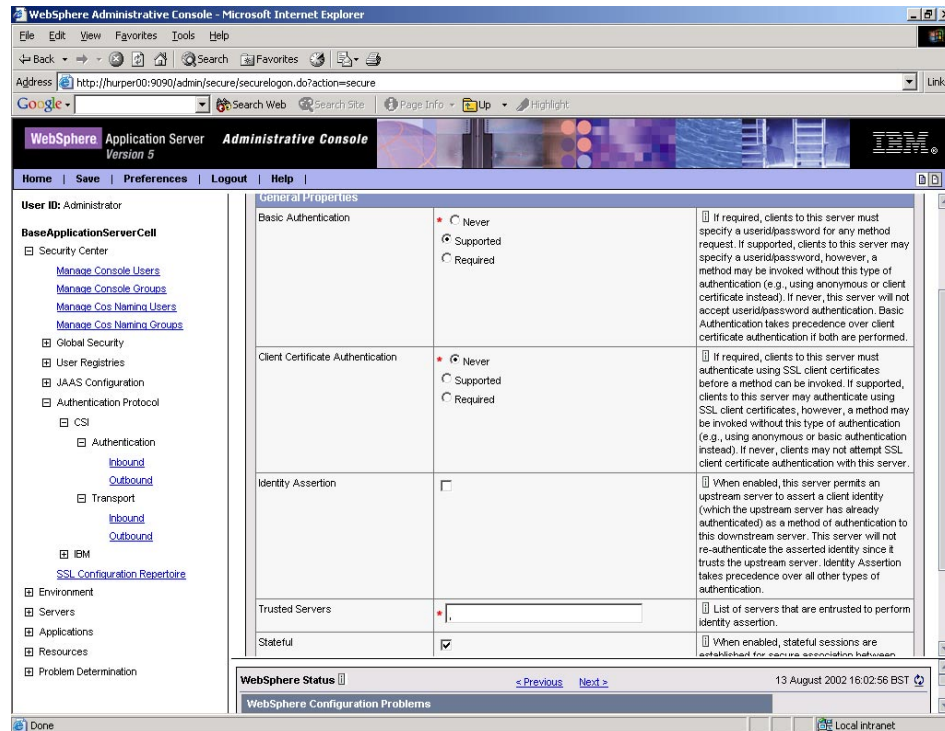 WebSphere Administrative Console - Microsoft Internet Explorer
File Edit View Favorites Tools Help
Back Search Favorites
Address http://hurper00:9090/admin/secure/securelogon.do?action=secure Link
Google Search Web Search Site Page Info Up Highlight
WebSphere Application Server Administrative Console
Version 5
IBM
Home | Save | Preferences | Logout | Help |
User ID: Administrator
BaseApplicationServerCell
Security Center
Manage Console Users
Manage Console Groups
Manage Cos Naming Users
Manage Cos Naming Groups
Global Security
User Registries
JAAS Configuration
Authentication Protocol
CSI
Authentication
Inbound
Outbound
Transport
Inbound
Outbound
IBM
SSL Configuration Repertoire
Environment
Servers
Applications
Resources
Problem Determination
General Properties
Basic Authentication
* Never
Supported
Required
If required, clients to this server must
specify a userid/password for any method
request. If supported, clients to this server may
specify a userid/password, however, a
method may be invoked without this type of
authentication (e.g., using anonymous or client
certificate instead). If never, this server will not
accept userid/password authentication. Basic
Authentication takes precedence over client
certificate authentication if both are performed.
Client Certificate Authentication
* Never
Supported
Required
If required, clients to this server must
authenticate using SSL client certificates
before a method can be invoked. If supported,
clients to this server may authenticate using
SSL client certificates, however, a method may
be invoked without this type of authentication
(e.g., using anonymous or basic authentication
instead). If never, clients may not attempt SSL
client certificate authentication with this server.
Identity Assertion
When enabled, this server permits an
upstream server to assert a client identity
(which the upstream server has already
authenticated) as a method of authentication to
this downstream server. This server will not
re-authenticate the asserted identity since it
trusts the upstream server. Identity Assertion
takes precedence over all other types of
authentication.
Trusted Servers
* ,
List of servers that are entrusted to perform
identity assertion.
Stateful
When enabled, stateful sessions are
established for secure association between
WebSphere Status < Previous Next > 13 August 2002 16:02:56 BST
WebSphere Configuration Problems
Done Local intranet